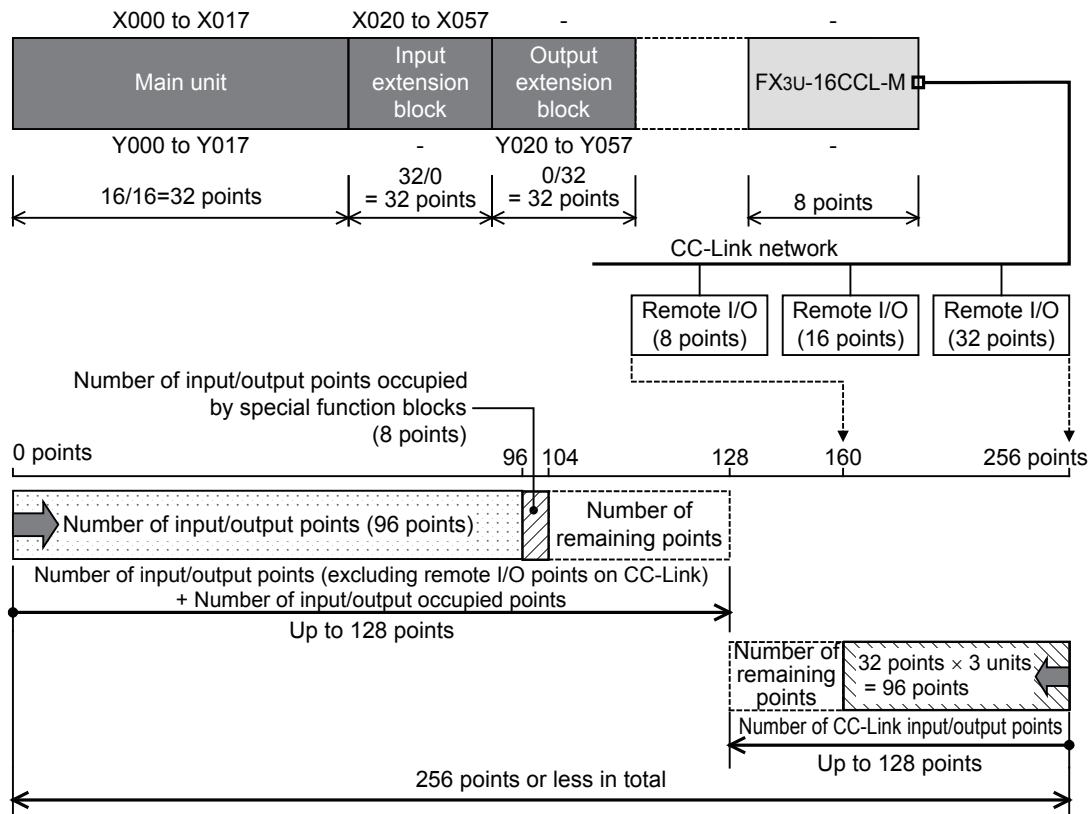 X000 to X017
X020 to X057
-
-
Main unit
Input
extension
block
Output
extension
block
FX3U-16CCL-M
Y000 to Y017
-
Y020 to Y057
-
16/16=32 points
32/0
= 32 points
0/32
= 32 points
8 points
CC-Link network
Remote I/O
(8 points)
Remote I/O
(16 points)
Remote I/O
(32 points)
Number of input/output points occupied
by special function blocks
(8 points)
0 points
96
104
128
160
256 points
Number of input/output points (96 points)
Number of
remaining points
Number of input/output points (excluding remote I/O points on CC-Link)
+ Number of input/output occupied points
Up to 128 points
Number of
remaining
points
32 points × 3 units
= 96 points
Number of CC-Link input/output points
Up to 128 points
256 points or less in total